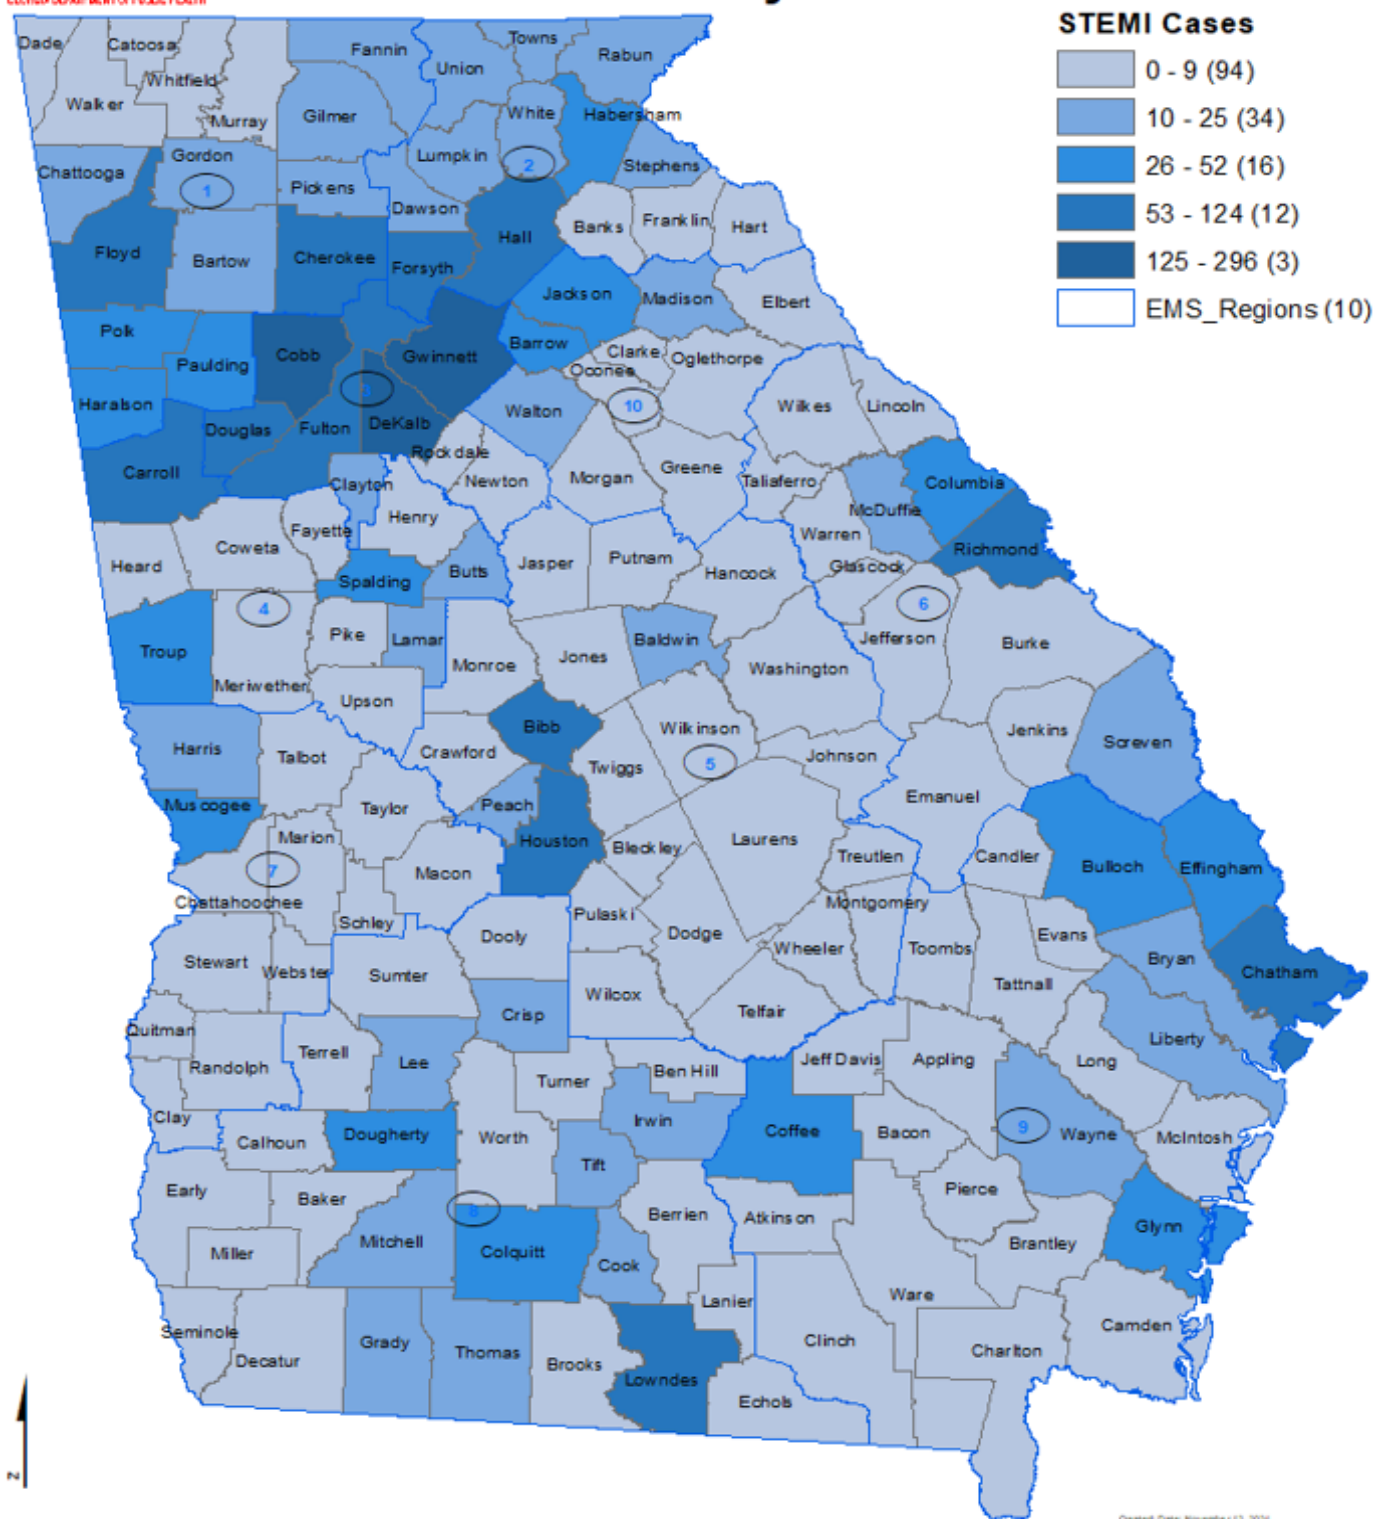 STEMI Cases
0 - 9 (94)
10 - 25 (34)
26 - 52 (16)
53 - 124 (12)
125 - 296 (3)
EMS_Regions (10)
Dade
Catoosa
Fannin
Towns
Union
Rabun
Whitfield
Walker
Murray
Gilmer
White
Habersham
Chattooga
Gordon
Lumpkin
2
Stephens
1
Pickens
Dawson
Banks
Franklin
Hart
Floyd
Bartow
Cherokee
Forsyth
Hall
Jackson
Madison
Elbert
Polk
Paulding
Cobb
Gwinnett
Barrow
Clarke
Oglethorpe
Oconee
Haralson
3
10
Walton
Wilkes
Lincoln
Douglas
Fulton
DeKalb
Rockdale
Carroll
Clayton
Newton
Morgan
Greene
Taliaferro
Columbia
McDuffie
Henry
Fayette
Coweta
Warren
Richmond
Heard
Spalding
Butts
Jasper
Putnam
Hancock
Glascock
4
6
Troup
Pike
Lamar
Baldwin
Jefferson
Burke
Monroe
Jones
Washington
Meriwether
Upson
Bibb
Wilkinson
Jenkins
Screven
Harris
Talbot
Crawford
Twiggs
5
Johnson
Muscogee
Taylor
Peach
Emanuel
Marion
Houston
Bleckley
Laurens
Treutlen
Candler
Bulloch
Effingham
7
Macon
Chattahoochee
Schley
Pulaski
Montgomery
Dooly
Dodge
Wheeler
Toombs
Evans
Stewart
Webster
Sumter
Bryan
Chatham
Wilcox
Telfair
Tattnall
Quitman
Crisp
Liberty
Randolph
Terrell
Lee
Turner
Ben Hill
Jeff Davis
Appling
Long
Clay
Calhoun
Dougherty
Worth
Irwin
Coffee
Bacon
9
Wayne
McIntosh
Tift
Early
Baker
8
Berrien
Atkinson
Pierce
Glynn
Miller
Mitchell
Colquitt
Cook
Brantley
Lanier
Ware
Seminole
Decatur
Grady
Thomas
Brooks
Clinch
Charlton
Camden
Lowndes
Echols
N